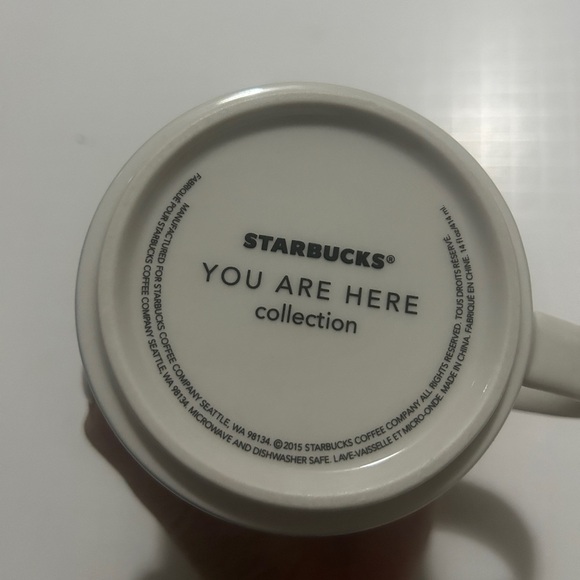 STARBUCKS®
YOU ARE HERE
collection
MANUFACTURED FOR STARBUCKS COFFEE COMPANY SEATTLE, WA 98134. ©2015 STARBUCKS COFFEE COMPANY ALL RIGHTS RESERVED. TOUS DROITS RÉSERVÉ.
FABRIQUÉ POUR STARBUCKS COFFEE COMPANY SEATTLE, WA 98134. MICROWAVE AND DISHWASHER SAFE. LAVE-VAISSELLE ET MICRO-ONDE. MADE IN CHINA. FABRIQUÉ EN CHINE. 14 fl oz/414 mL